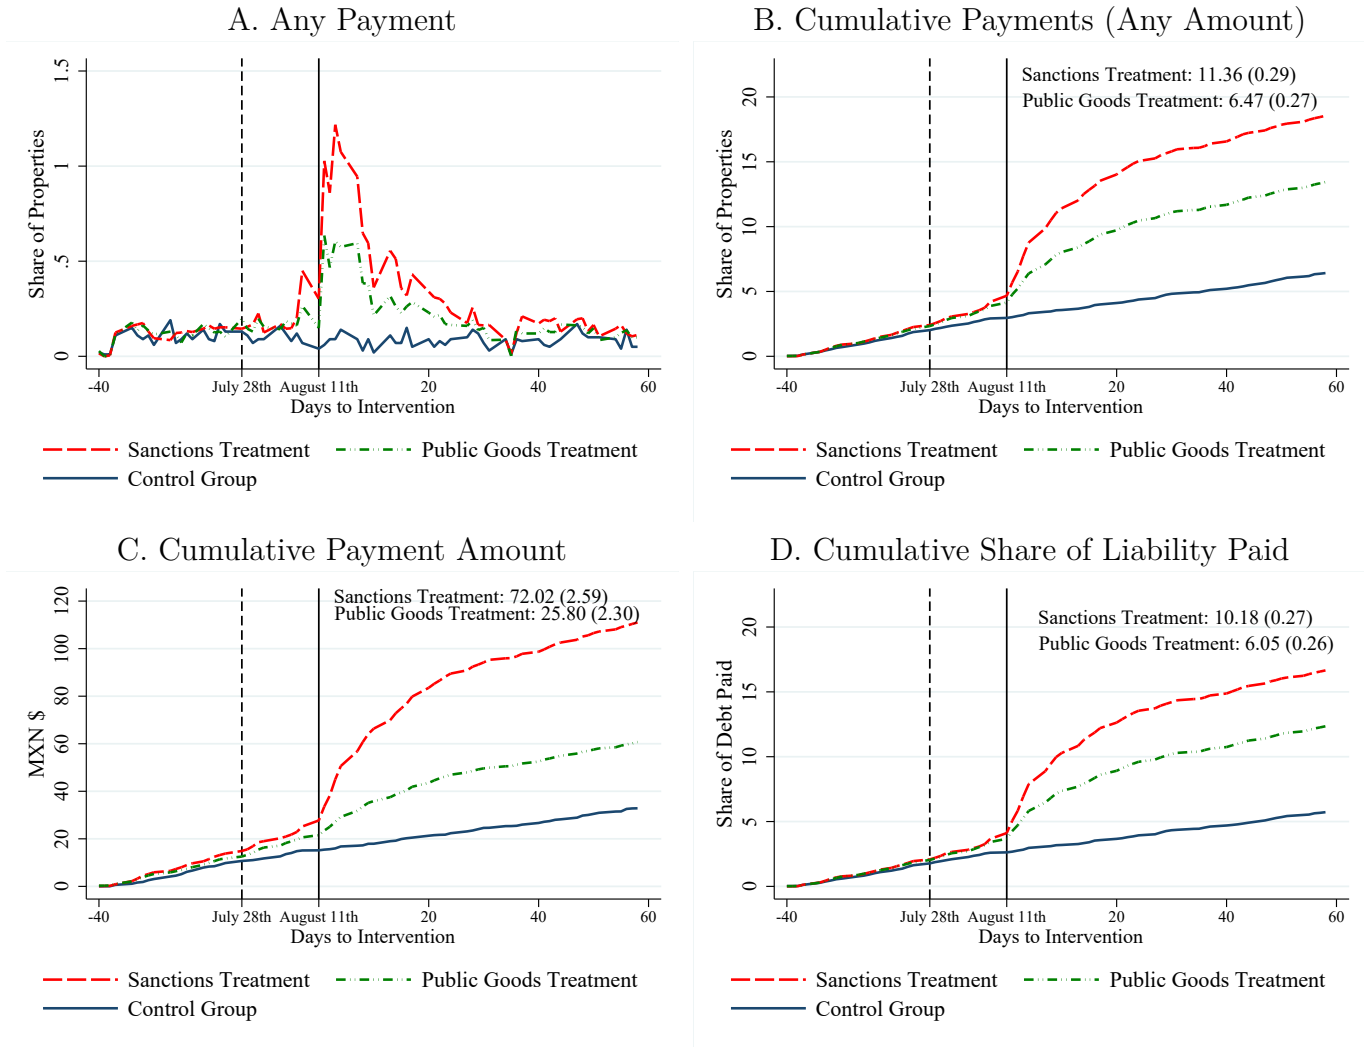 A. Any Payment
Share of Properties
1.5
1
.5
0
-40
July 28th
August 11th
20
40
60
Days to Intervention
Sanctions Treatment
Public Goods Treatment
Control Group
B. Cumulative Payments (Any Amount)
Sanctions Treatment: 11.36 (0.29)
Public Goods Treatment: 6.47 (0.27)
Share of Properties
20
15
10
5
0
-40
July 28th
August 11th
20
40
60
Days to Intervention
Sanctions Treatment
Public Goods Treatment
Control Group
C. Cumulative Payment Amount
Sanctions Treatment: 72.02 (2.59)
Public Goods Treatment: 25.80 (2.30)
MXN $
120
100
80
60
40
20
0
-40
July 28th
August 11th
20
40
60
Days to Intervention
Sanctions Treatment
Public Goods Treatment
Control Group
D. Cumulative Share of Liability Paid
Sanctions Treatment: 10.18 (0.27)
Public Goods Treatment: 6.05 (0.26)
Share of Debt Paid
20
15
10
5
0
-40
July 28th
August 11th
20
40
60
Days to Intervention
Sanctions Treatment
Public Goods Treatment
Control Group